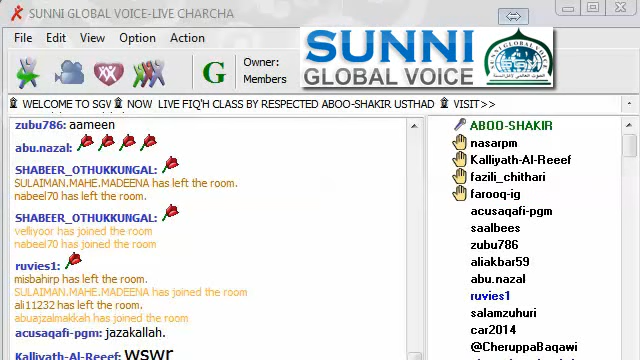 SUNNI GLOBAL VOICE-LIVE CHARCHA
File Edit View Option Action
G
Owner:
Members
SUNNI
GLOBAL VOICE
WELCOME TO SGV NOW LIVE FIQ'H CLASS BY RESPECTED ABOO-SHAKIR USTHAD VISIT>>
zubu786: aameen
abu.nazal:
SHABEER_OTHUKKUNGAL:
SULAIMAN.MAHE.MADEENA has left the room.
nabeel70 has left the room.
SHABEER_OTHUKKUNGAL:
velliyoor has joined the room
nabeel70 has joined the room
ruvies1:
misbahirp has left the room.
SULAIMAN.MAHE.MADEENA has joined the room
ali11232 has left the room.
abuajzalmakkah has joined the room
acusaqafi-pgm: jazakallah.
Kalliyath-Al-Reeef: wswr
ABOO-SHAKIR
nasarpm
Kalliyath-Al-Reeef
fazili_chithari
farooq-ig
acusaqafi-pgm
saalbees
zubu786
aliakbar59
abu.nazal
ruvies1
salamzuhuri
car2014
@CheruppaBaqawi